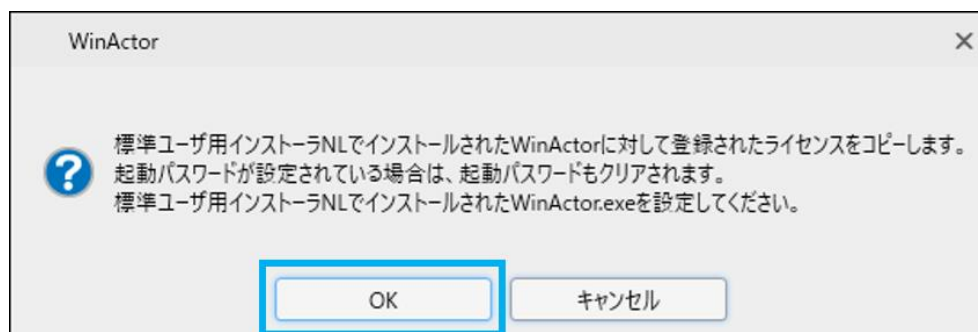 WinActor
標準ユーザ用インストーラNLでインストールされたWinActorに対して登録されたライセンスをコピーします。
起動パスワードが設定されている場合は、起動パスワードもクリアされます。
標準ユーザ用インストーラNLでインストールされたWinActor.exeを設定してください。
OK
キャンセル